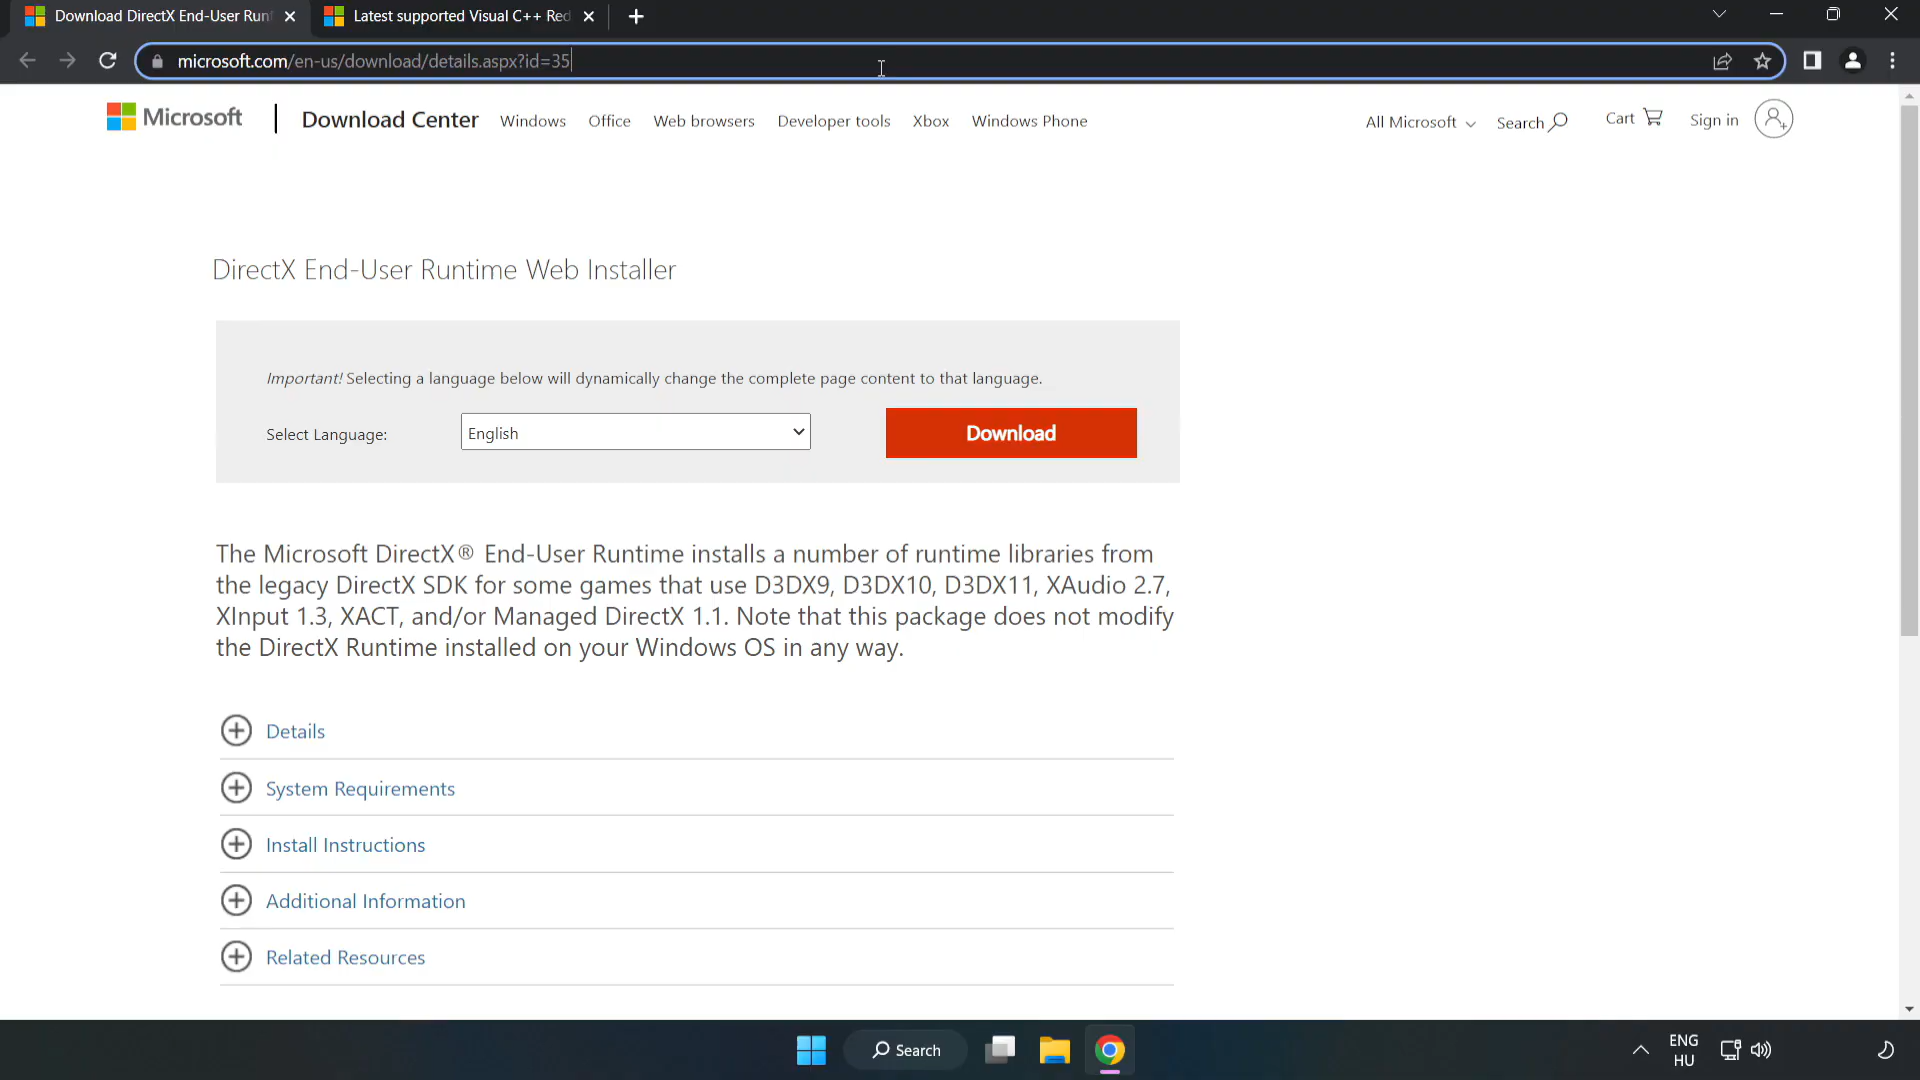 Download DirectX End-User Runt
Latest supported Visual C++ Red
microsoft.com/en-us/download/details.aspx?id=35
Microsoft
Download Center
Windows
Office
Web browsers
Developer tools
Xbox
Windows Phone
All Microsoft
Search
Cart
Sign in
DirectX End-User Runtime Web Installer
Important! Selecting a language below will dynamically change the complete page content to that language.
Select Language:
English
Download
The Microsoft DirectX® End-User Runtime installs a number of runtime libraries from
the legacy DirectX SDK for some games that use D3DX9, D3DX10, D3DX11, XAudio 2.7,
XInput 1.3, XACT, and/or Managed DirectX 1.1. Note that this package does not modify
the DirectX Runtime installed on your Windows OS in any way.
Details
System Requirements
Install Instructions
Additional Information
Related Resources
Search
ENG
HU